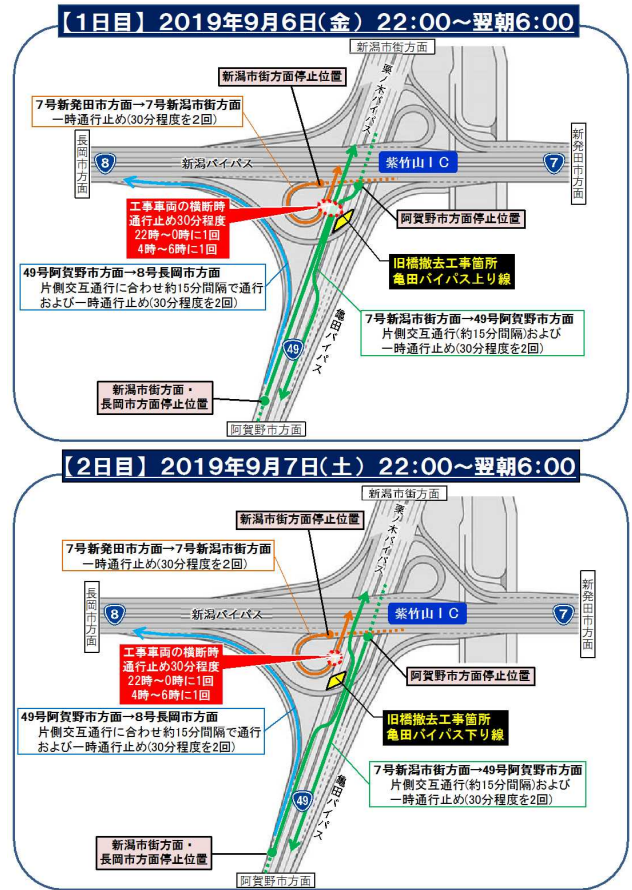 【1日目】 2019年9月6日(金) 22:00～翌朝6:00
新潟市街方面
新潟市街方面停止位置
栗ノ木バイパス
7号新発田市方面→7号新潟市街方面
一時通行止め(30分程度を2回)
長岡市方面
8
新潟バイパス
紫竹山IC
7
新発田市方面
工事車両の横断時
通行止め30分程度
22時～0時に1回
4時～6時に1回
阿賀野市方面停止位置
旧橋撤去工事箇所
亀田バイパス上り線
49号阿賀野市方面→8号長岡市方面
片側交互通行に合わせ約15分間隔で通行
および一時通行止め(30分程度を2回)
7号新潟市街方面→49号阿賀野市方面
片側交互通行(約15分間隔)および
一時通行止め(30分程度を2回)
亀田バイパス
49
新潟市街方面・
長岡市方面停止位置
阿賀野市方面
【2日目】 2019年9月7日(土) 22:00～翌朝6:00
新潟市街方面
新潟市街方面停止位置
栗ノ木バイパス
7号新発田市方面→7号新潟市街方面
一時通行止め(30分程度を2回)
長岡市方面
8
新潟バイパス
紫竹山IC
7
新発田市方面
工事車両の横断時
通行止め30分程度
22時～0時に1回
4時～6時に1回
阿賀野市方面停止位置
49号阿賀野市方面→8号長岡市方面
片側交互通行に合わせ約15分間隔で通行
および一時通行止め(30分程度を2回)
旧橋撤去工事箇所
亀田バイパス下り線
7号新潟市街方面→49号阿賀野市方面
片側交互通行(約15分間隔)および
一時通行止め(30分程度を2回)
亀田バイパス
49
新潟市街方面・
長岡市方面停止位置
阿賀野市方面